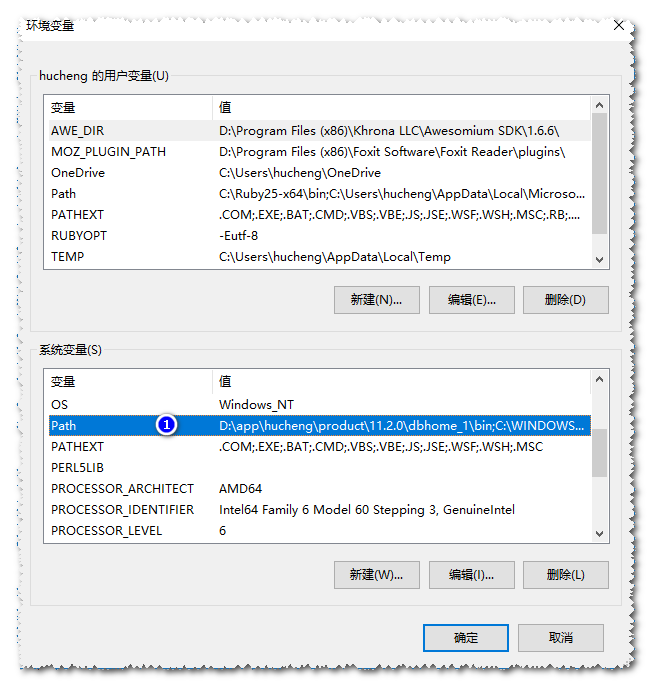 环境变量
hucheng 的用户变量(U)
变量 值
AWE_DIR D:\Program Files (x86)\Khrona LLC\Awesomium SDK\1.6.6\
MOZ_PLUGIN_PATH D:\Program Files (x86)\Foxit Software\Foxit Reader\plugins\
OneDrive C:\Users\hucheng\OneDrive
Path C:\Ruby25-x64\bin;C:\Users\hucheng\AppData\Local\Microso...
PATHEXT .COM;.EXE;.BAT;.CMD;.VBS;.VBE;.JS;.JSE;.WSF;.WSH;.MSC;.RB;....
RUBYOPT -Eutf-8
TEMP C:\Users\hucheng\AppData\Local\Temp
新建(N)... 编辑(E)... 删除(D)
系统变量(S)
变量 值
OS Windows_NT
Path 1 D:\app\hucheng\product\11.2.0\dbhome_1\bin;C:\WINDOWS...
PATHEXT .COM;.EXE;.BAT;.CMD;.VBS;.VBE;.JS;.JSE;.WSF;.WSH;.MSC
PERL5LIB
PROCESSOR_ARCHITECT AMD64
PROCESSOR_IDENTIFIER Intel64 Family 6 Model 60 Stepping 3, GenuineIntel
PROCESSOR_LEVEL 6
新建(W)... 编辑(I)... 删除(L)
确定 取消